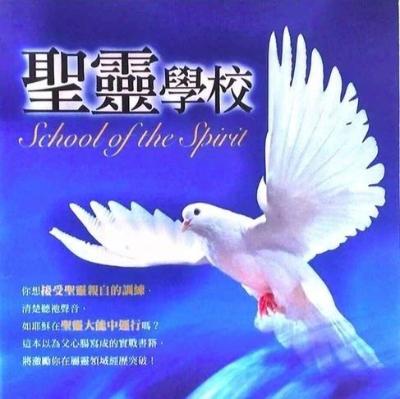 聖靈學校
School of the Spirit
你想接受聖靈親自的訓練，
清楚聽祂聲音，
如耶穌在聖靈大能中運行嗎？
這本以為父心腸寫成的實戰書籍，
將激勵你在屬靈領域經歷突破！